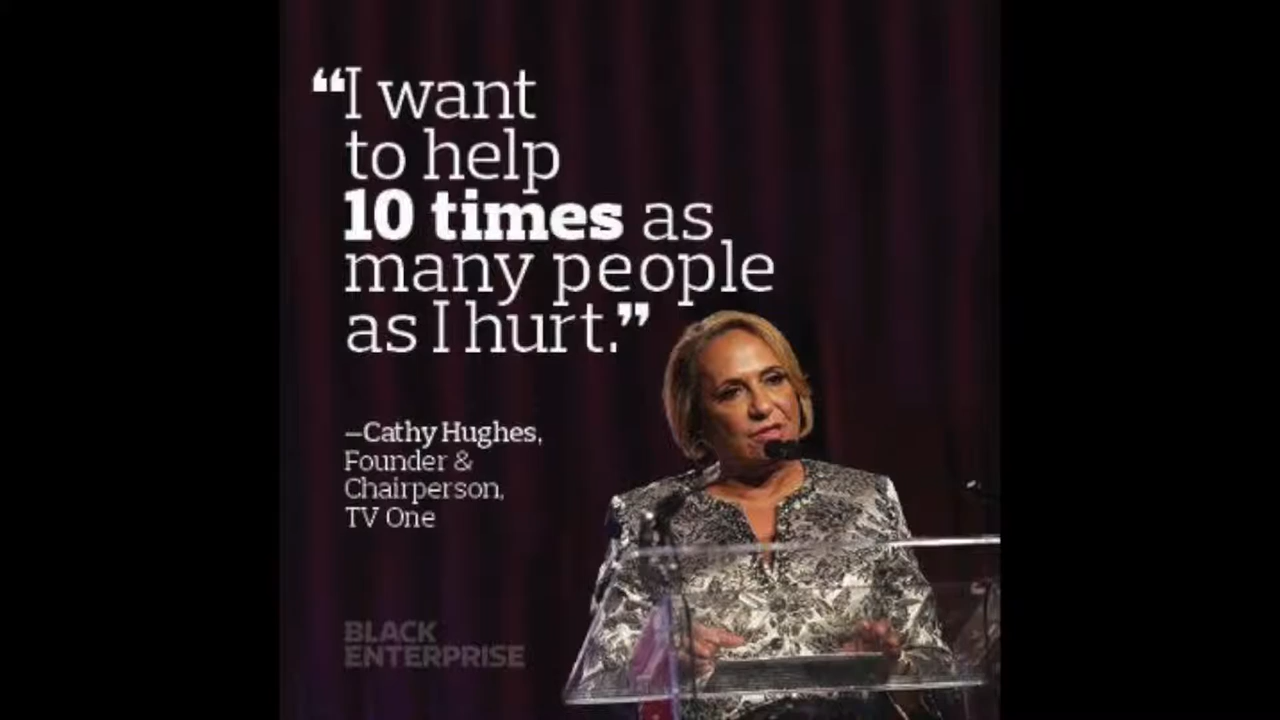 “I want
to help
10 times as
many people
as I hurt.”
–Cathy Hughes,
Founder &
Chairperson,
TV One
BLACK
ENTERPRISE